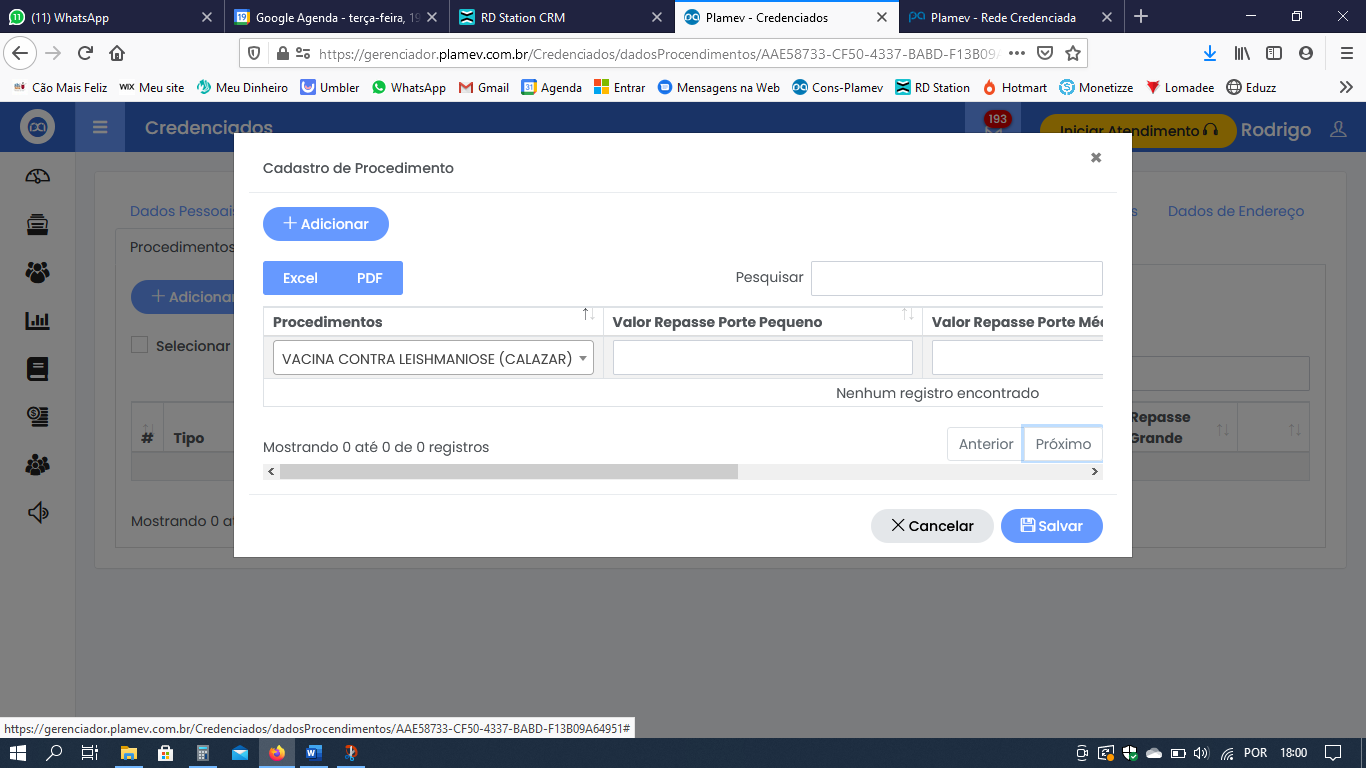 (11) WhatsApp
Google Agenda - terça-feira, 19
RD Station CRM
Plamev - Credenciados
Plamev - Rede Credenciada
https://gerenciador.plamev.com.br/Credenciados/dadosProcedimentos/AAE58733-CF50-4337-BABD-F13B09A
Cão Mais Feliz
WIX Meu site
Meu Dinheiro
Umbler
WhatsApp
Gmail
Agenda
Entrar
Mensagens na Web
Cons-Plamev
RD Station
Hotmart
Monetizze
Lomadee
Eduzz
Credenciados
193
Iniciar Atendimento
Rodrigo
Cadastro de Procedimento
Dados Pessoais
s
Dados de Endereço
Adicionar
Procedimentos
Excel
PDF
Pesquisar
Adicionar
Procedimentos
Valor Repasse Porte Pequeno
Valor Repasse Porte Méd
Selecionar
VACINA CONTRA LEISHMANIOSE (CALAZAR)
Nenhum registro encontrado
# Tipo
Repasse
Grande
Mostrando 0 até 0 de 0 registros
Anterior
Próximo
Mostrando 0 at
Cancelar
Salvar
https://gerenciador.plamev.com.br/Credenciados/dadosProcendimentos/AAE58733-CF50-4337-BABD-F13B09A64951#
POR
18:00